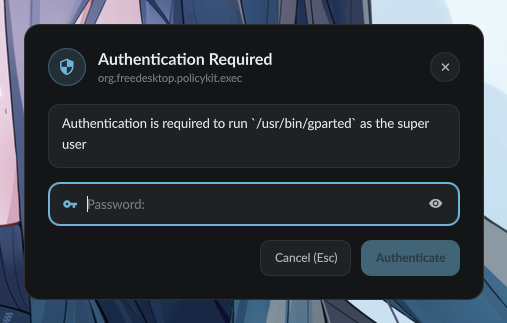 Authentication Required
org.freedesktop.policykit.exec
Authentication is required to run `/usr/bin/gparted` as the super
user
Password:
Cancel (Esc)
Authenticate